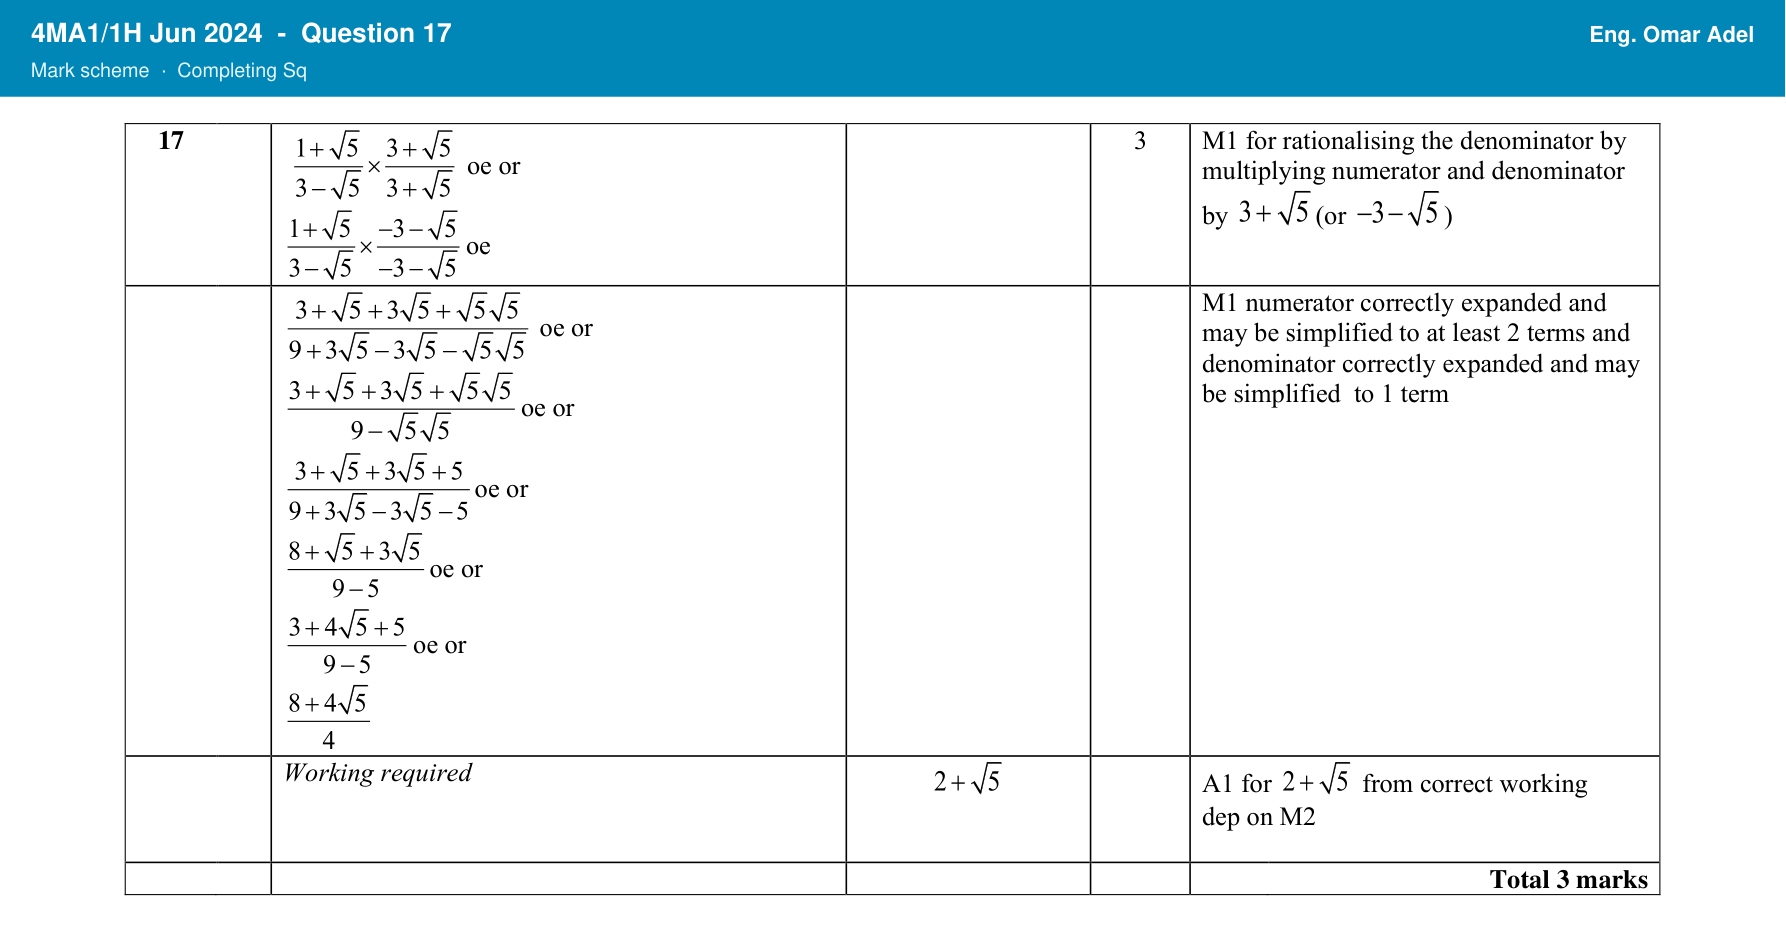 4MA1/1H Jun 2024 - Question 17
Eng. Omar Adel
Mark scheme · Completing Sq
17
(1+√5)/(3−√5) × (3+√5)/(3+√5) oe or
(1+√5)/(3−√5) × (−3−√5)/(−3−√5) oe
3
M1 for rationalising the denominator by
multiplying numerator and denominator
by 3+√5 (or −3−√5)
(3+√5+3√5+√5√5)/(9+3√5−3√5−√5√5) oe or
(3+√5+3√5+√5√5)/(9−√5√5) oe or
(3+√5+3√5+5)/(9+3√5−3√5−5) oe or
(8+√5+3√5)/(9−5) oe or
(3+4√5+5)/(9−5) oe or
(8+4√5)/4
M1 numerator correctly expanded and
may be simplified to at least 2 terms and
denominator correctly expanded and may
be simplified to 1 term
Working required
2+√5
A1 for 2+√5 from correct working
dep on M2
Total 3 marks